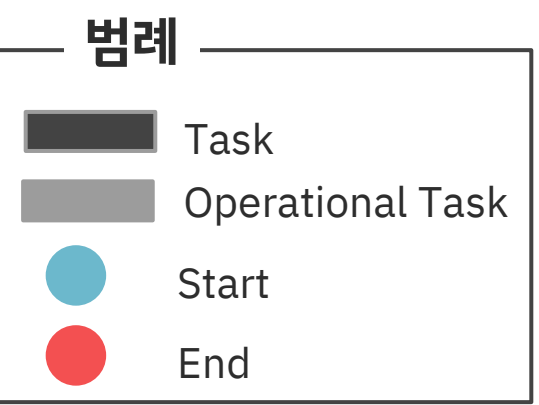 범례
Task
Operational Task
Start
End